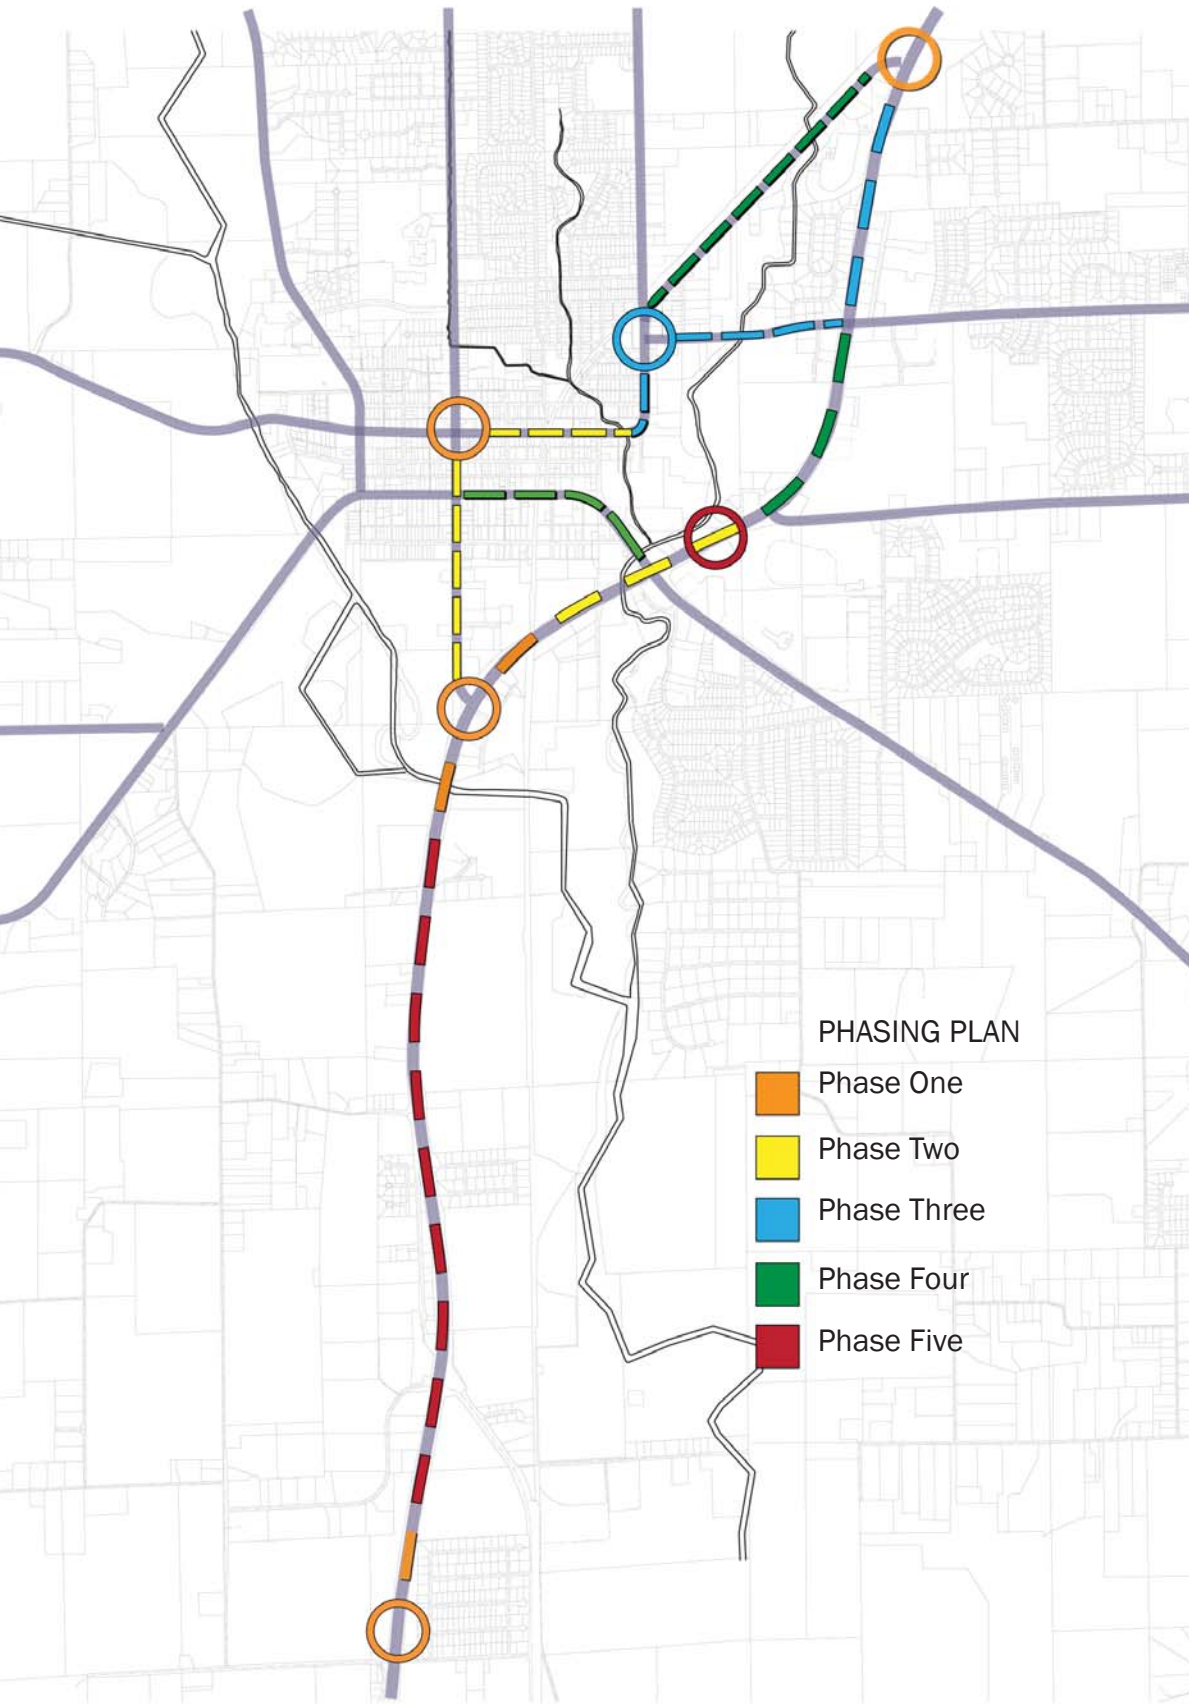 PHASING PLAN
Phase One
Phase Two
Phase Three
Phase Four
Phase Five